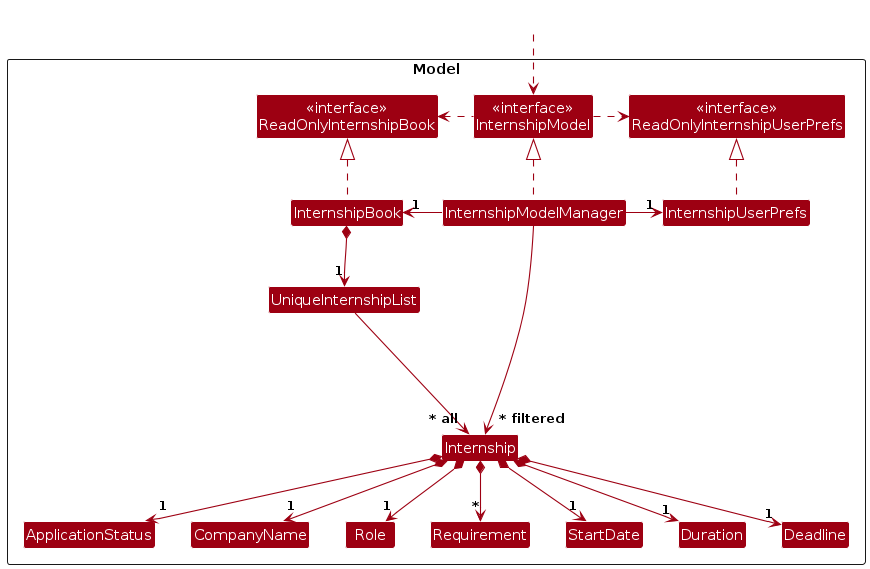 Model
«interface»
ReadOnlyInternshipBook
«interface»
InternshipModel
«interface»
ReadOnlyInternshipUserPrefs
InternshipBook
1
InternshipModelManager
1
InternshipUserPrefs
1
UniqueInternshipList
* all
* filtered
Internship
1
1
1
*
1
1
1
ApplicationStatus
CompanyName
Role
Requirement
StartDate
Duration
Deadline